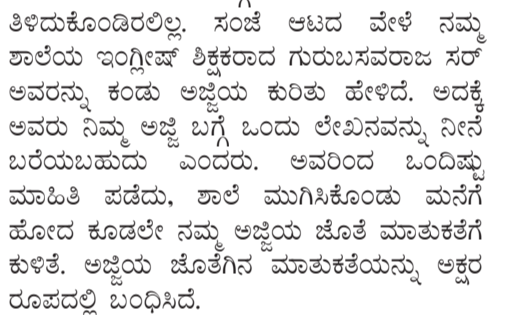 ತಿಳಿದುಕೊಂಡಿರಲಿಲ್ಲ. ಸಂಜೆ ಆಟದ ವೇಳೆ ನಮ್ಮ
ಶಾಲೆಯ ಇಂಗ್ಲೀಷ್ ಶಿಕ್ಷಕರಾದ ಗುರುಬಸವರಾಜ ಸರ್
ಅವರನ್ನು ಕಂಡು ಅಜ್ಜಿಯ ಕುರಿತು ಹೇಳಿದೆ. ಅದಕ್ಕೆ
ಅವರು ನಿಮ್ಮ ಅಜ್ಜಿ ಬಗ್ಗೆ ಒಂದು ಲೇಖನವನ್ನು ನೀನೆ
ಬರೆಯಬಹುದು ಎಂದರು. ಅವರಿಂದ ಒಂದಿಷ್ಟು
ಮಾಹಿತಿ ಪಡೆದು, ಶಾಲೆ ಮುಗಿಸಿಕೊಂಡು ಮನೆಗೆ
ಹೋದ ಕೂಡಲೇ ನಮ್ಮ ಅಜ್ಜಿಯ ಜೊತೆ ಮಾತುಕತೆಗೆ
ಕುಳಿತೆ. ಅಜ್ಜಿಯ ಜೊತೆಗಿನ ಮಾತುಕತೆಯನ್ನು ಅಕ್ಷರ
ರೂಪದಲ್ಲಿ ಬಂಧಿಸಿದೆ.